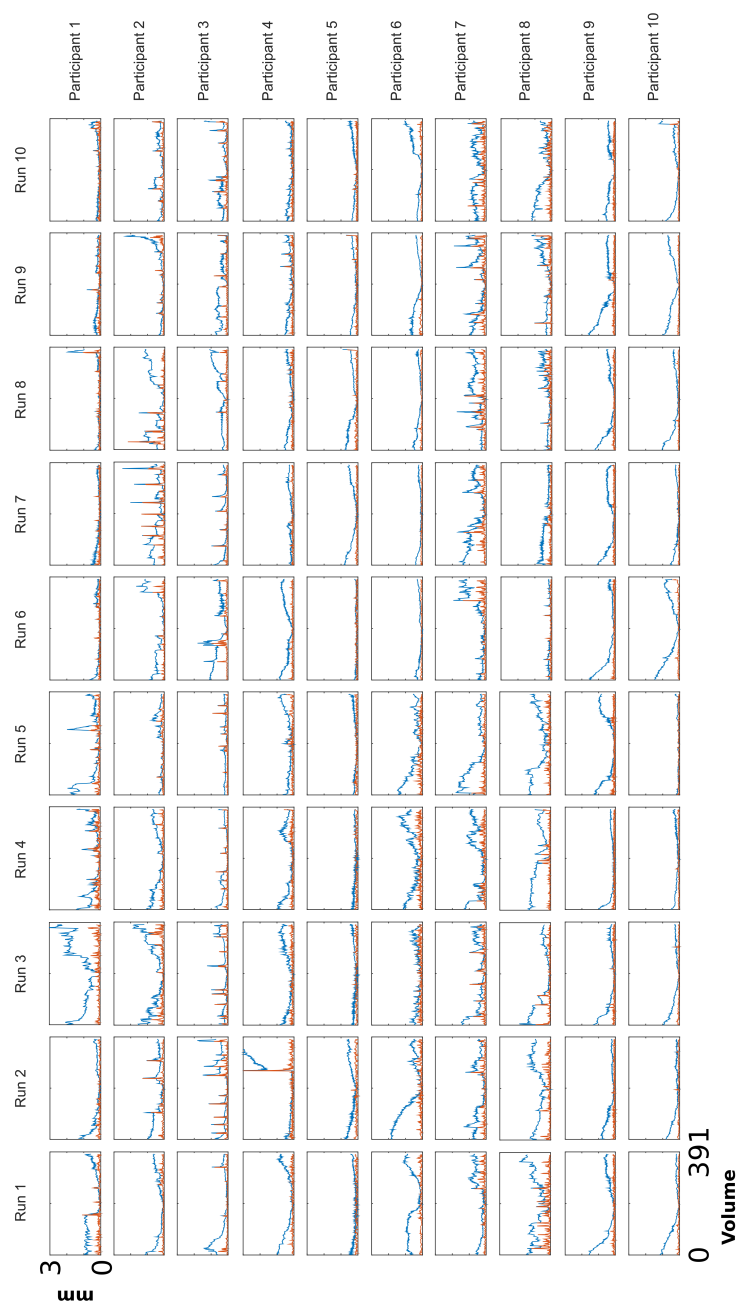 Participant 1
Participant 2
Participant 3
Participant 4
Participant 5
Participant 6
Participant 7
Participant 8
Participant 9
Participant 10
Run 10
Run 9
Run 8
Run 7
Run 6
Run 5
Run 4
Run 3
Run 2
Run 1
3
0
mm
0
391
Volume